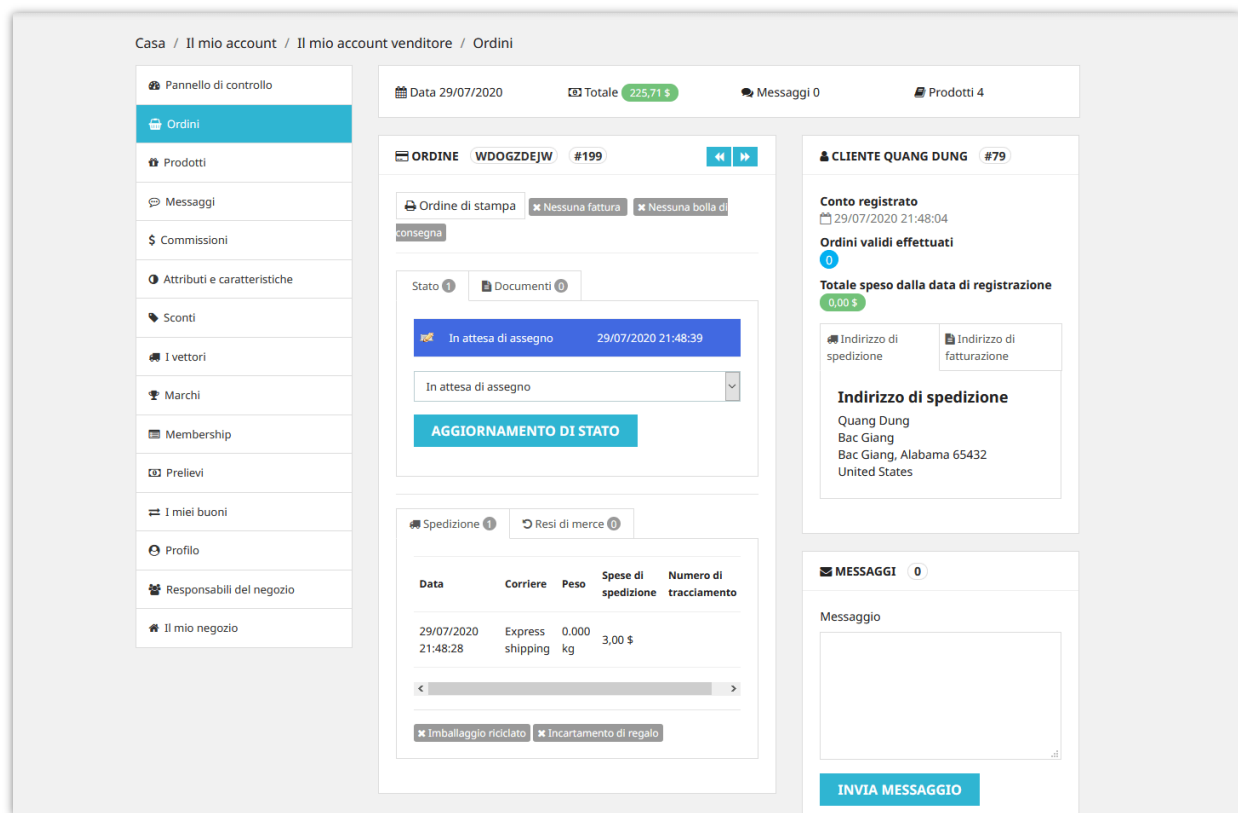 Casa / Il mio account / Il mio account venditore / Ordini
Pannello di controllo
Ordini
Prodotti
Messaggi
$ Commissioni
Attributi e caratteristiche
Sconti
I vettori
Marchi
Membership
Prelievi
I miei buoni
Profilo
Responsabili del negozio
Il mio negozio
Data 29/07/2020 Totale 225,71 $ Messaggi 0 Prodotti 4
ORDINE WDOGZDEJW #199
Ordine di stampa Nessuna fattura Nessuna bolla di
consegna
Stato 1 Documenti 0
In attesa di assegno 29/07/2020 21:48:39
In attesa di assegno
AGGIORNAMENTO DI STATO
Spedizione 1 Resi di merce 0
Data Corriere Peso Spese di spedizione Numero di tracciamento
29/07/2020 21:48:28 Express shipping 0.000 kg 3,00 $
Imballaggio riciclato Incartamento di regalo
CLIENTE QUANG DUNG #79
Conto registrato
29/07/2020 21:48:04
Ordini validi effettuati
0
Totale speso dalla data di registrazione
0,00 $
Indirizzo di spedizione Indirizzo di fatturazione
Indirizzo di spedizione
Quang Dung
Bac Giang
Bac Giang, Alabama 65432
United States
MESSAGGI 0
Messaggio
INVIA MESSAGGIO